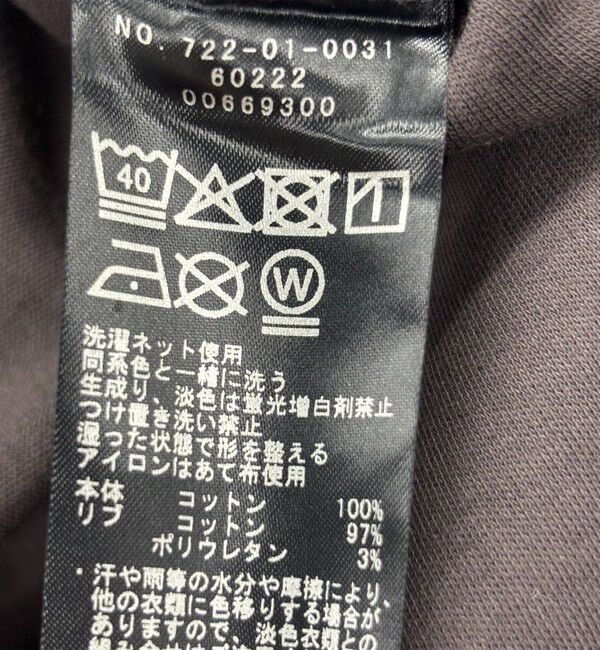 NO. 722-01-0031
60222
00669300
40
W
洗濯ネット使用
同系色と一緒に洗う
生成り、淡色は蛍光増白剤禁止
つけ置き洗い禁止
湿った状態で形を整える
アイロンはあて布使用
本体 コットン 100%
リブ コットン 97%
ポリウレタン 3%
・汗や雨等の水分や摩擦により、
他の衣類に色移りする場合が
ありますので、淡色衣類との